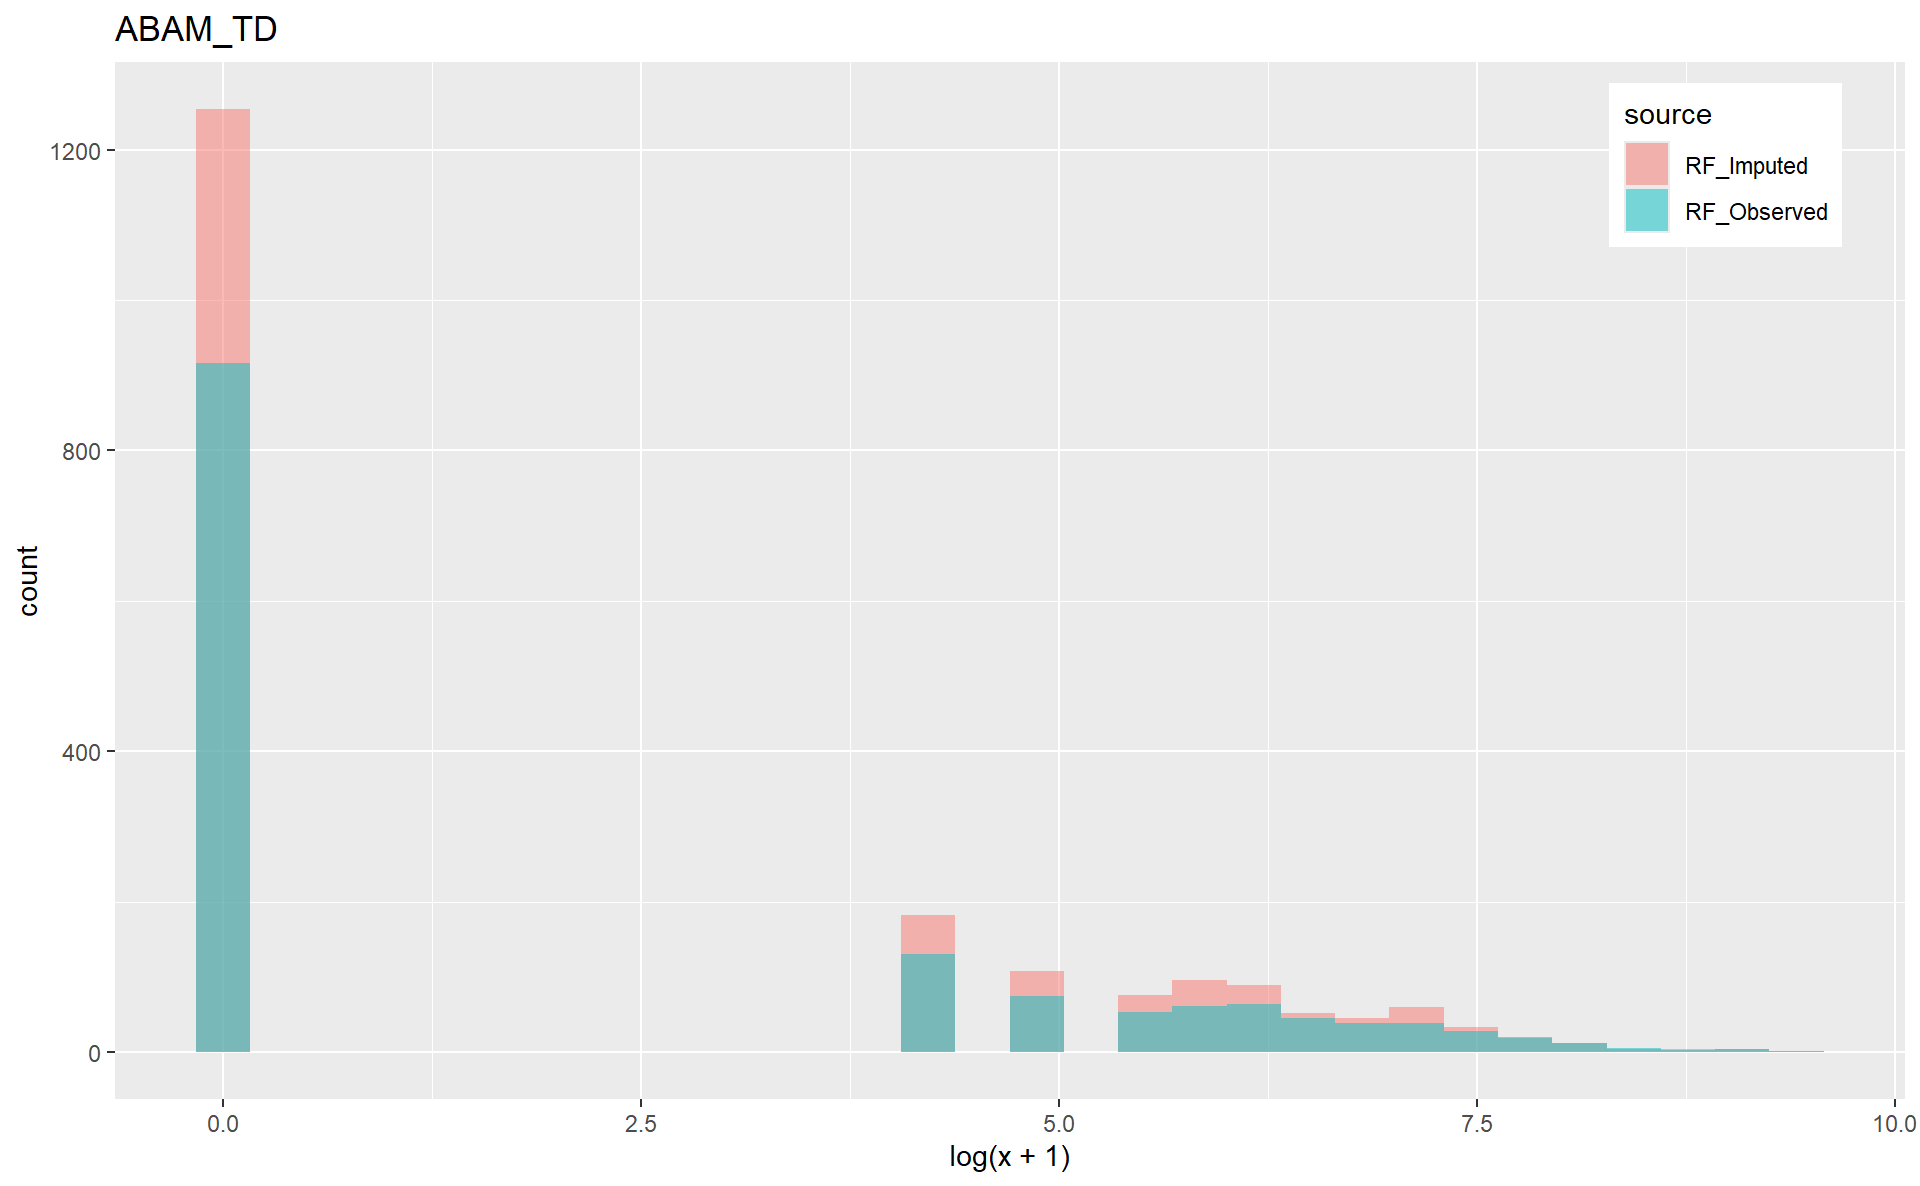 ABAM_TD
source
RF_Imputed
RF_Observed
1200
800
400
0
count
0.0 2.5 5.0 7.5 10.0
log(x + 1)